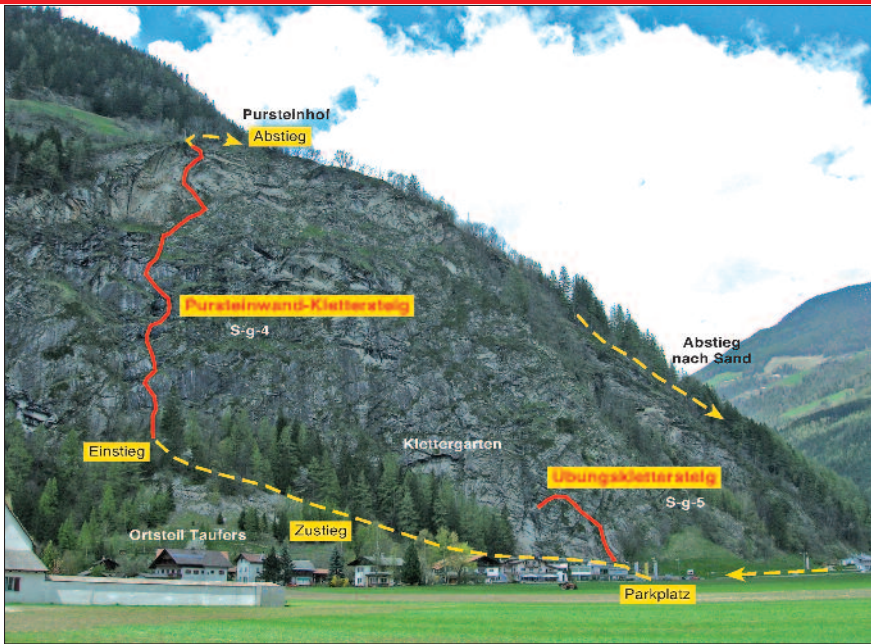 Pursteinhof
Abstieg
Pursteinwand-Klettersteig
S-g-4
Abstieg
nach Sand
Einstieg
Klettergarten
Übungsklettersteig
S-g-5
Zustieg
Ortsteil Taufers
Parkplatz